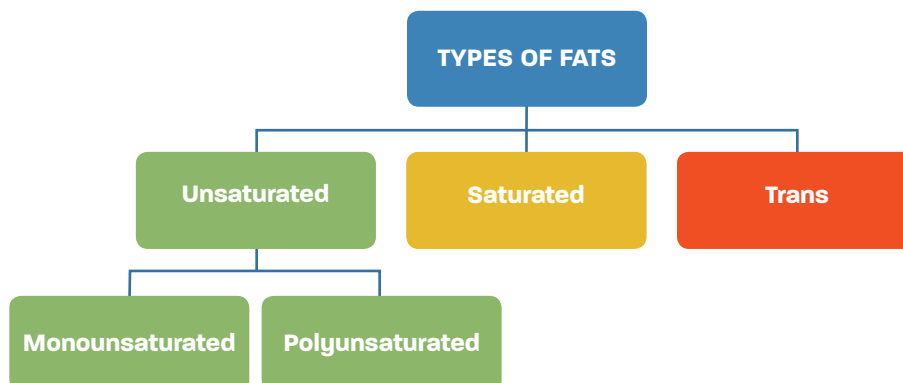 TYPES OF FATS
Unsaturated
Saturated
Trans
Monounsaturated
Polyunsaturated